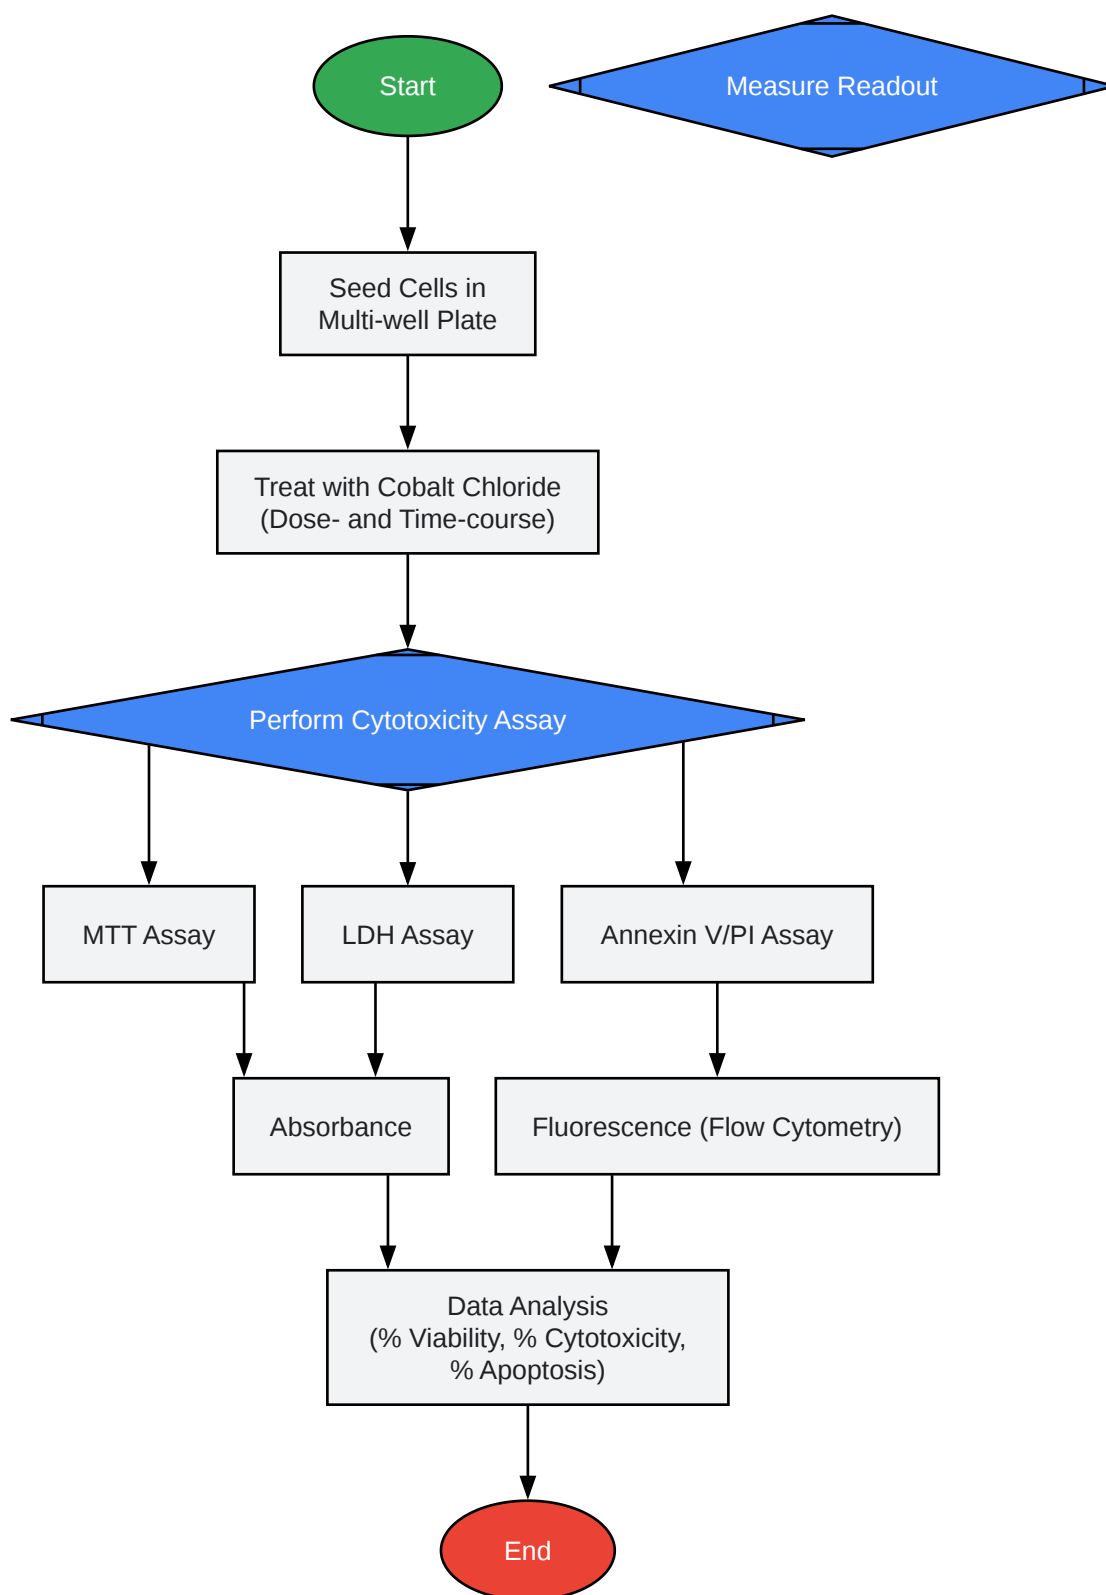 Start
Measure Readout
Seed Cells in
Multi-well Plate
Treat with Cobalt Chloride
(Dose- and Time-course)
Perform Cytotoxicity Assay
MTT Assay
LDH Assay
Annexin V/PI Assay
Absorbance
Fluorescence (Flow Cytometry)
Data Analysis
(% Viability, % Cytotoxicity,
% Apoptosis)
End